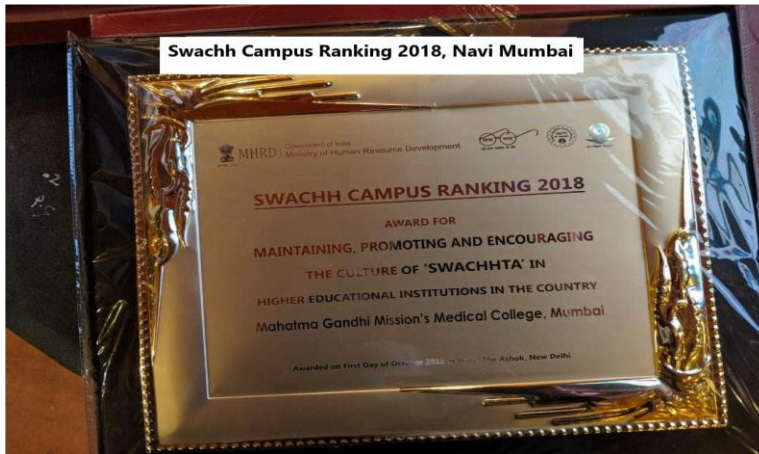 Swachh Campus Ranking 2018, Navi Mumbai
MHRD
Government of India
Ministry of Human Resource Development
SWACHH CAMPUS RANKING 2018
AWARD FOR
MAINTAINING, PROMOTING AND ENCOURAGING
THE CULTURE OF 'SWACHHTA' IN
HIGHER EDUCATIONAL INSTITUTIONS IN THE COUNTRY
Mahatma Gandhi Mission's Medical College, Mumbai
Awarded on First Day of October 2018 The Ashok, New Delhi